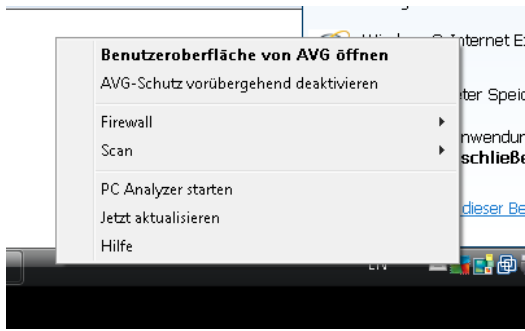 Internet E
Benutzeroberfläche von AVG öffnen
AVG-Schutz vorübergehend deaktivieren
ter Speic
Firewall
nwendur
Scan
schließe
PC Analyzer starten
dieser Be
Jetzt aktualisieren
Hilfe
EN